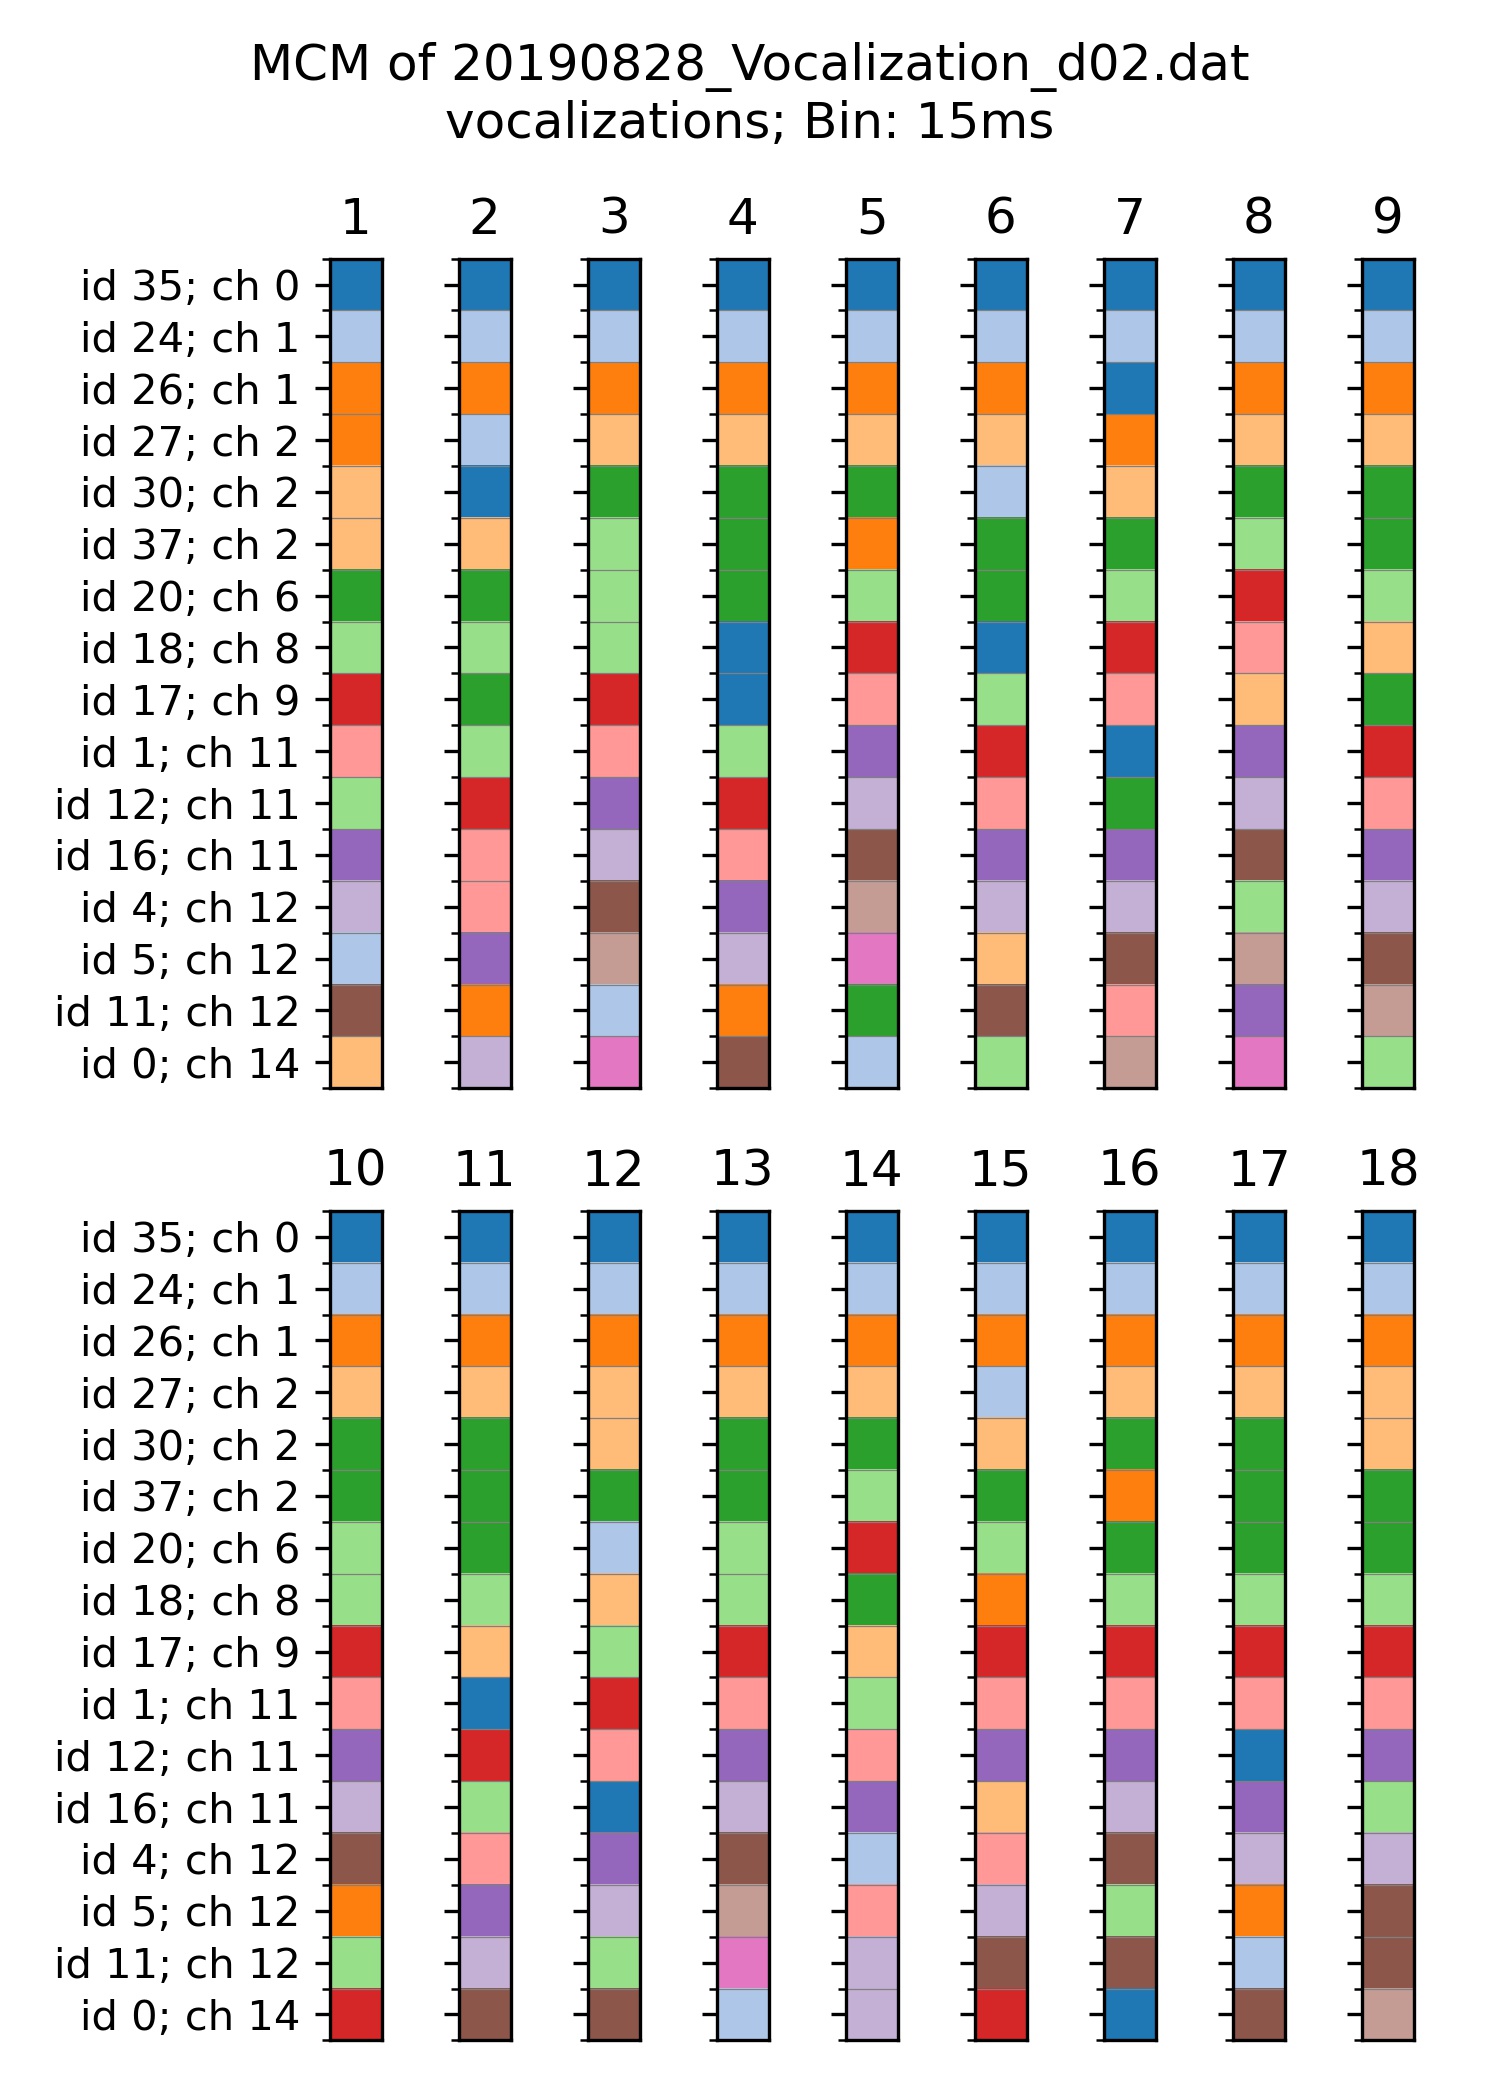 MCM of 20190828_Vocalization_d02.dat
vocalizations; Bin: 15ms
1 2 3 4 5 6 7 8 9
id 35; ch 0
id 24; ch 1
id 26; ch 1
id 27; ch 2
id 30; ch 2
id 37; ch 2
id 20; ch 6
id 18; ch 8
id 17; ch 9
id 1; ch 11
id 12; ch 11
id 16; ch 11
id 4; ch 12
id 5; ch 12
id 11; ch 12
id 0; ch 14
10 11 12 13 14 15 16 17 18
id 35; ch 0
id 24; ch 1
id 26; ch 1
id 27; ch 2
id 30; ch 2
id 37; ch 2
id 20; ch 6
id 18; ch 8
id 17; ch 9
id 1; ch 11
id 12; ch 11
id 16; ch 11
id 4; ch 12
id 5; ch 12
id 11; ch 12
id 0; ch 14